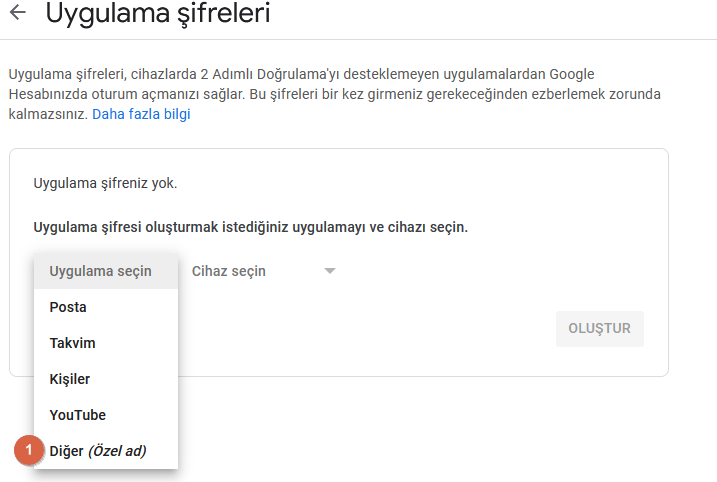 Uygulama şifreleri
Uygulama şifreleri, cihazlarda 2 Adımlı Doğrulama'yı desteklemeyen uygulamalardan Google
Hesabınızda oturum açmanızı sağlar. Bu şifreleri bir kez girmeniz gerekeceğinden ezberlemek zorunda
kalmazsınız. Daha fazla bilgi
Uygulama şifreniz yok.
Uygulama şifresi oluşturmak istediğiniz uygulamayı ve cihazı seçin.
Uygulama seçin Cihaz seçin
Posta
Takvim
Kişiler
YouTube
1 Diğer (Özel ad)
OLUŞTUR